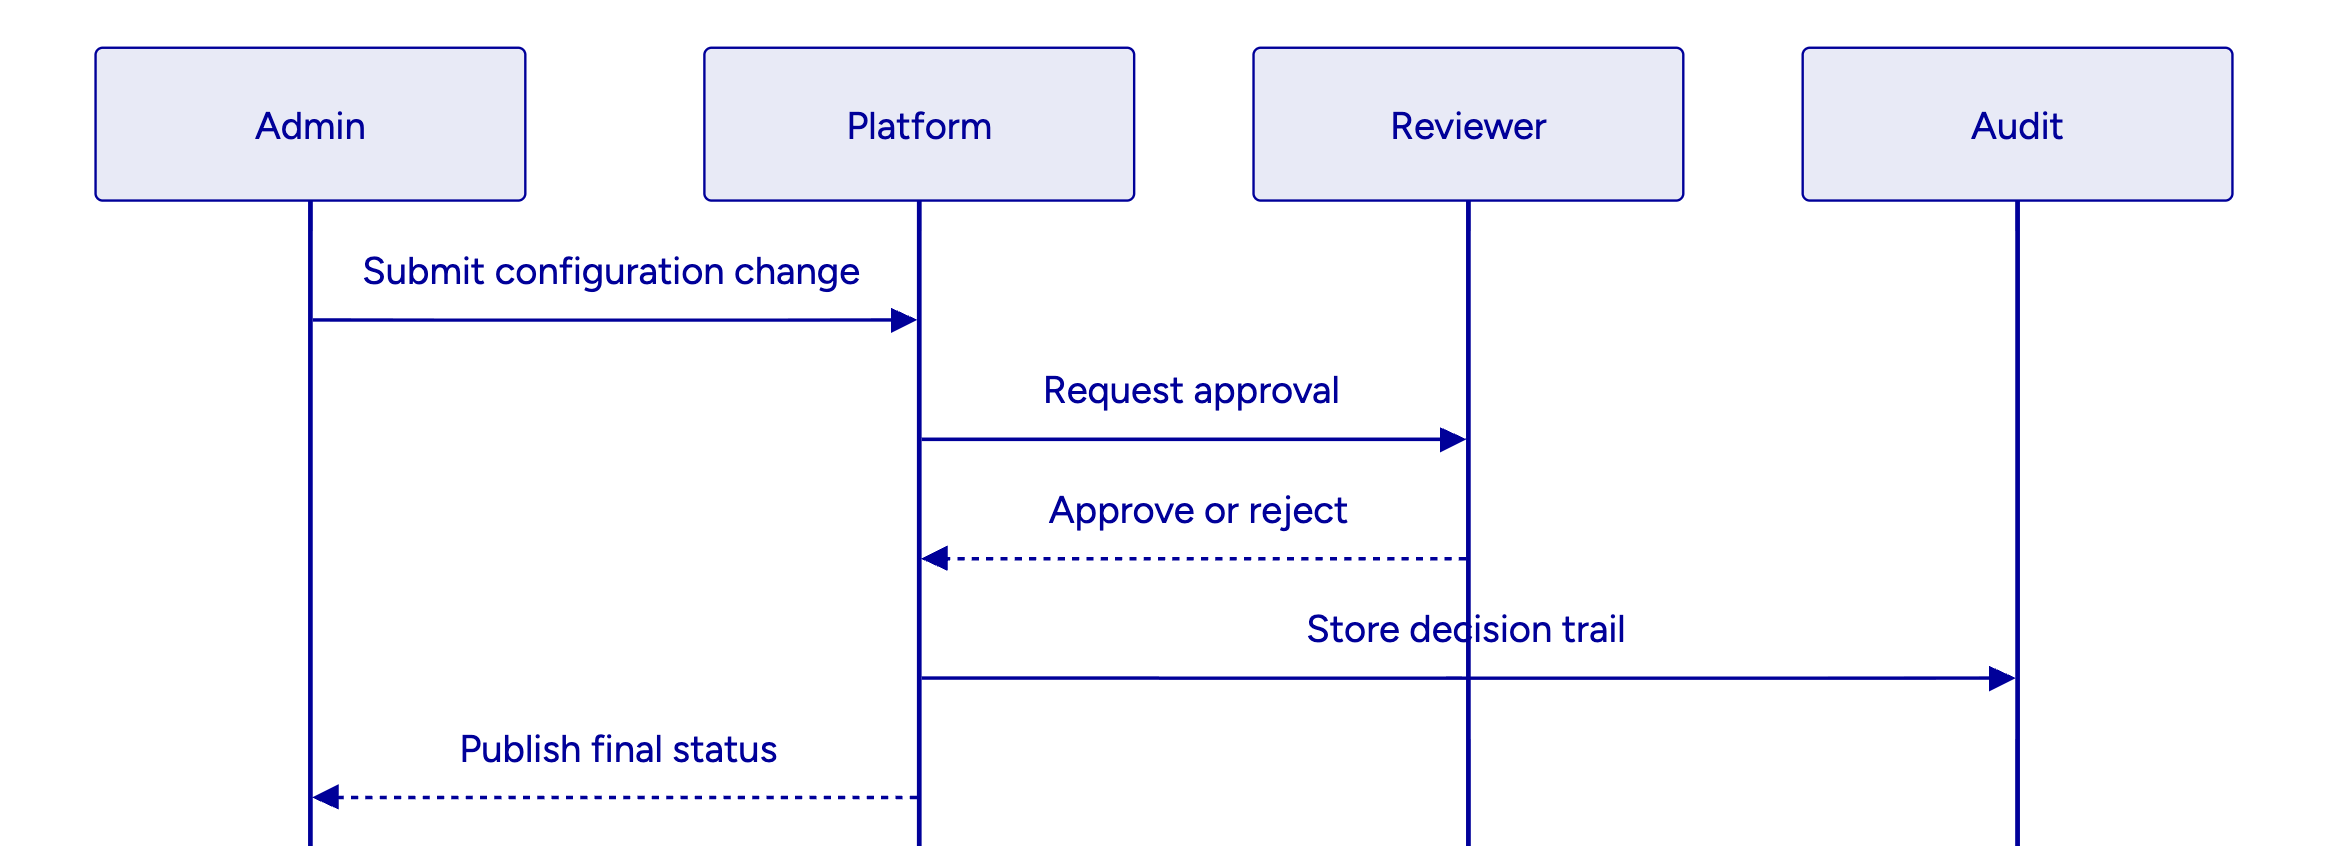 Admin
Platform
Reviewer
Audit
Submit configuration change
Request approval
Approve or reject
Store decision trail
Publish final status